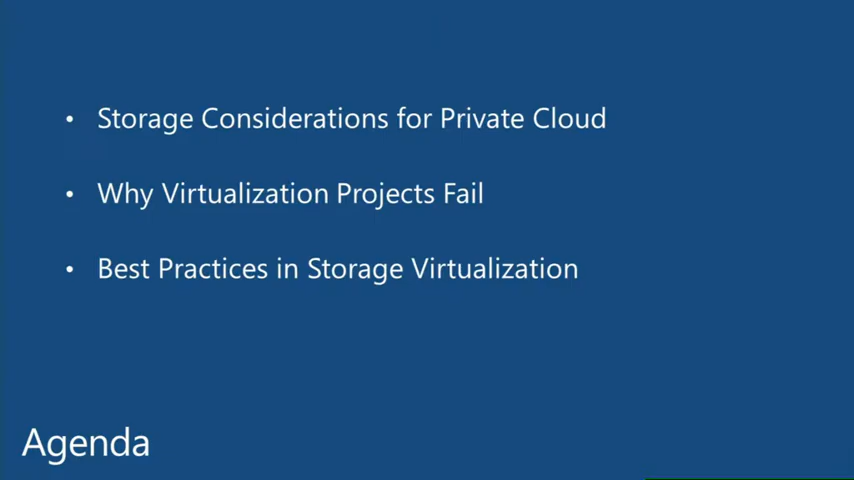 • Storage Considerations for Private Cloud
• Why Virtualization Projects Fail
• Best Practices in Storage Virtualization
Agenda